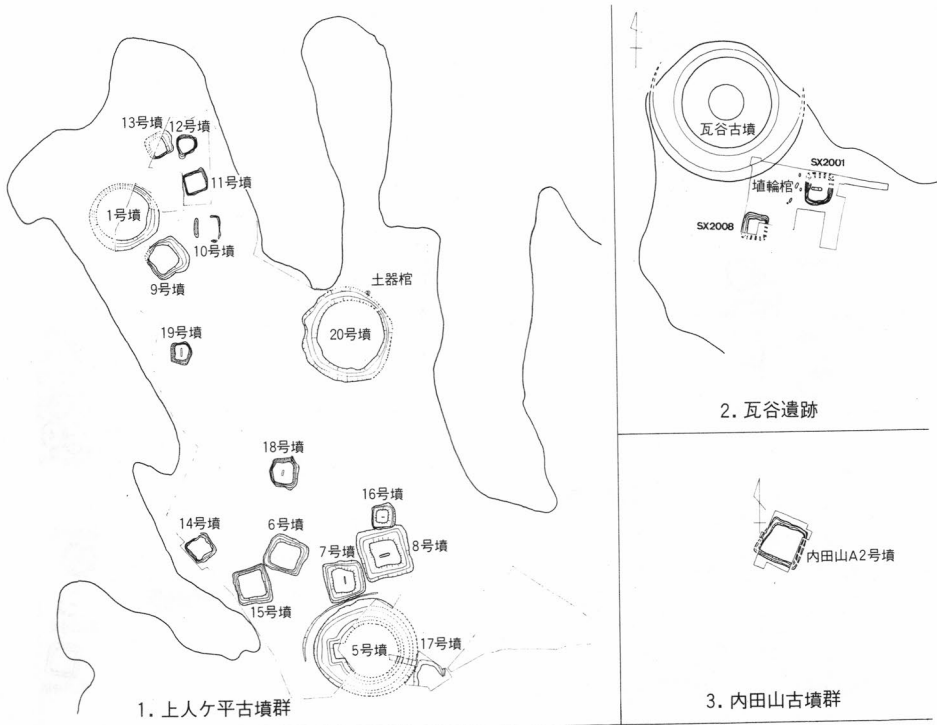 13号墳
12号墳
11号墳
1号墳
10号墳
9号墳
土器棺
20号墳
19号墳
18号墳
16号墳
14号墳
6号墳
7号墳
8号墳
15号墳
5号墳
17号墳
1. 上人ケ平古墳群
瓦谷古墳
SX2001
埴輪棺
SX2008
2. 瓦谷遺跡
内田山A2号墳
3. 内田山古墳群